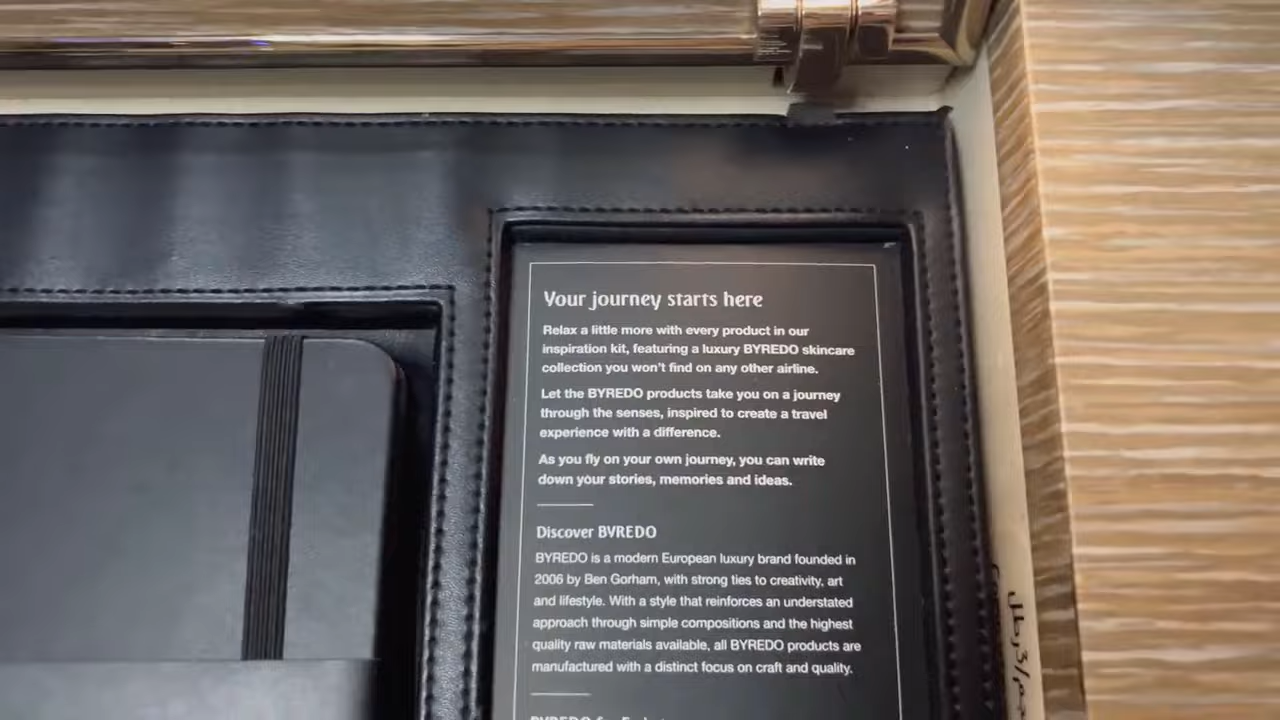 Your journey starts here
Relax a little more with every product in our
inspiration kit, featuring a luxury BYREDO skincare
collection you won't find on any other airline.
Let the BYREDO products take you on a journey
through the senses, inspired to create a travel
experience with a difference.
As you fly on your own journey, you can write
down your stories, memories and ideas.
Discover BYREDO
BYREDO is a modern European luxury brand founded in
2006 by Ben Gorham, with strong ties to creativity, art
and lifestyle. With a style that reinforces an understated
approach through simple compositions and the highest
quality raw materials available, all BYREDO products are
manufactured with a distinct focus on craft and quality.
BYREDO